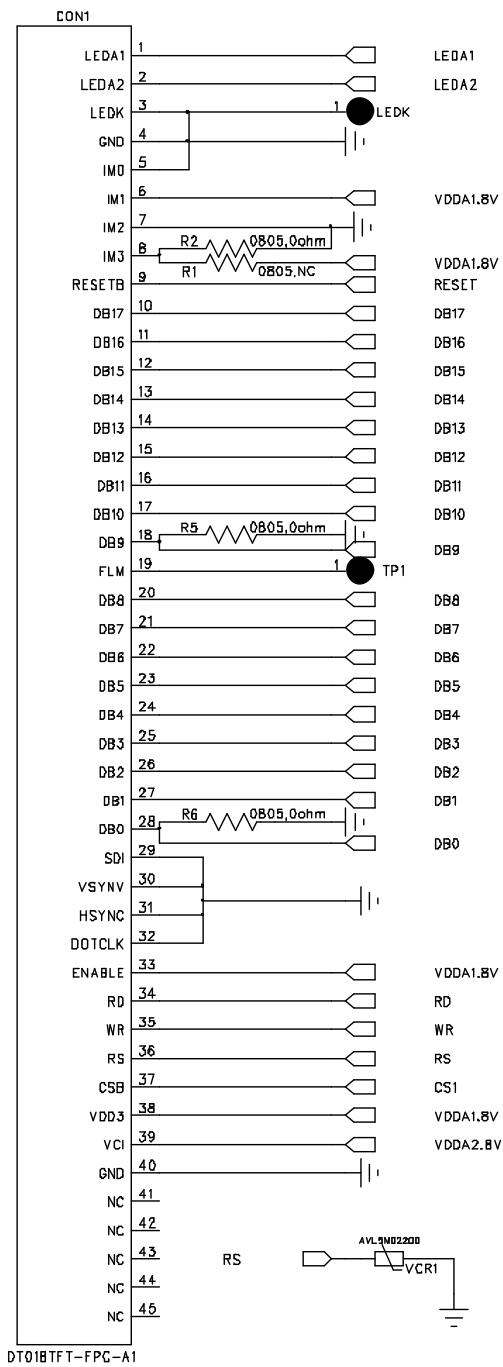 CON1
LEDA1 1 LEDA1
LEDA2 2 LEDA2
LEDK 3 1 LEDK
GND 4
IM0 5
IM1 6 VDDA1.8V
IM2 7
R2 0805,0ohm
IM3 8
R1 0805,NC VDDA1.8V
RESETB 9 RESET
DB17 10 DB17
DB16 11 DB16
DB15 12 DB15
DB14 13 DB14
DB13 14 DB13
DB12 15 DB12
DB11 16 DB11
DB10 17 DB10
R5 0805,0ohm
DB9 18 DB9
FLM 19 1 TP1
DB8 20 DB8
DB7 21 DB7
DB6 22 DB6
DB5 23 DB5
DB4 24 DB4
DB3 25 DB3
DB2 26 DB2
DB1 27 DB1
R6 0805,0ohm
DB0 28 DB0
SDI 29
VSYNV 30
HSYNC 31
DOTCLK 32
ENABLE 33 VDDA1.8V
RD 34 RD
WR 35 WR
RS 36 RS
CSB 37 CS1
VDD3 38 VDDA1.8V
VCI 39 VDDA2.8V
GND 40
NC 41
NC 42
AVL5M02200
NC 43 RS
VCR1
NC 44
NC 45
DT018TFT-FPC-A1